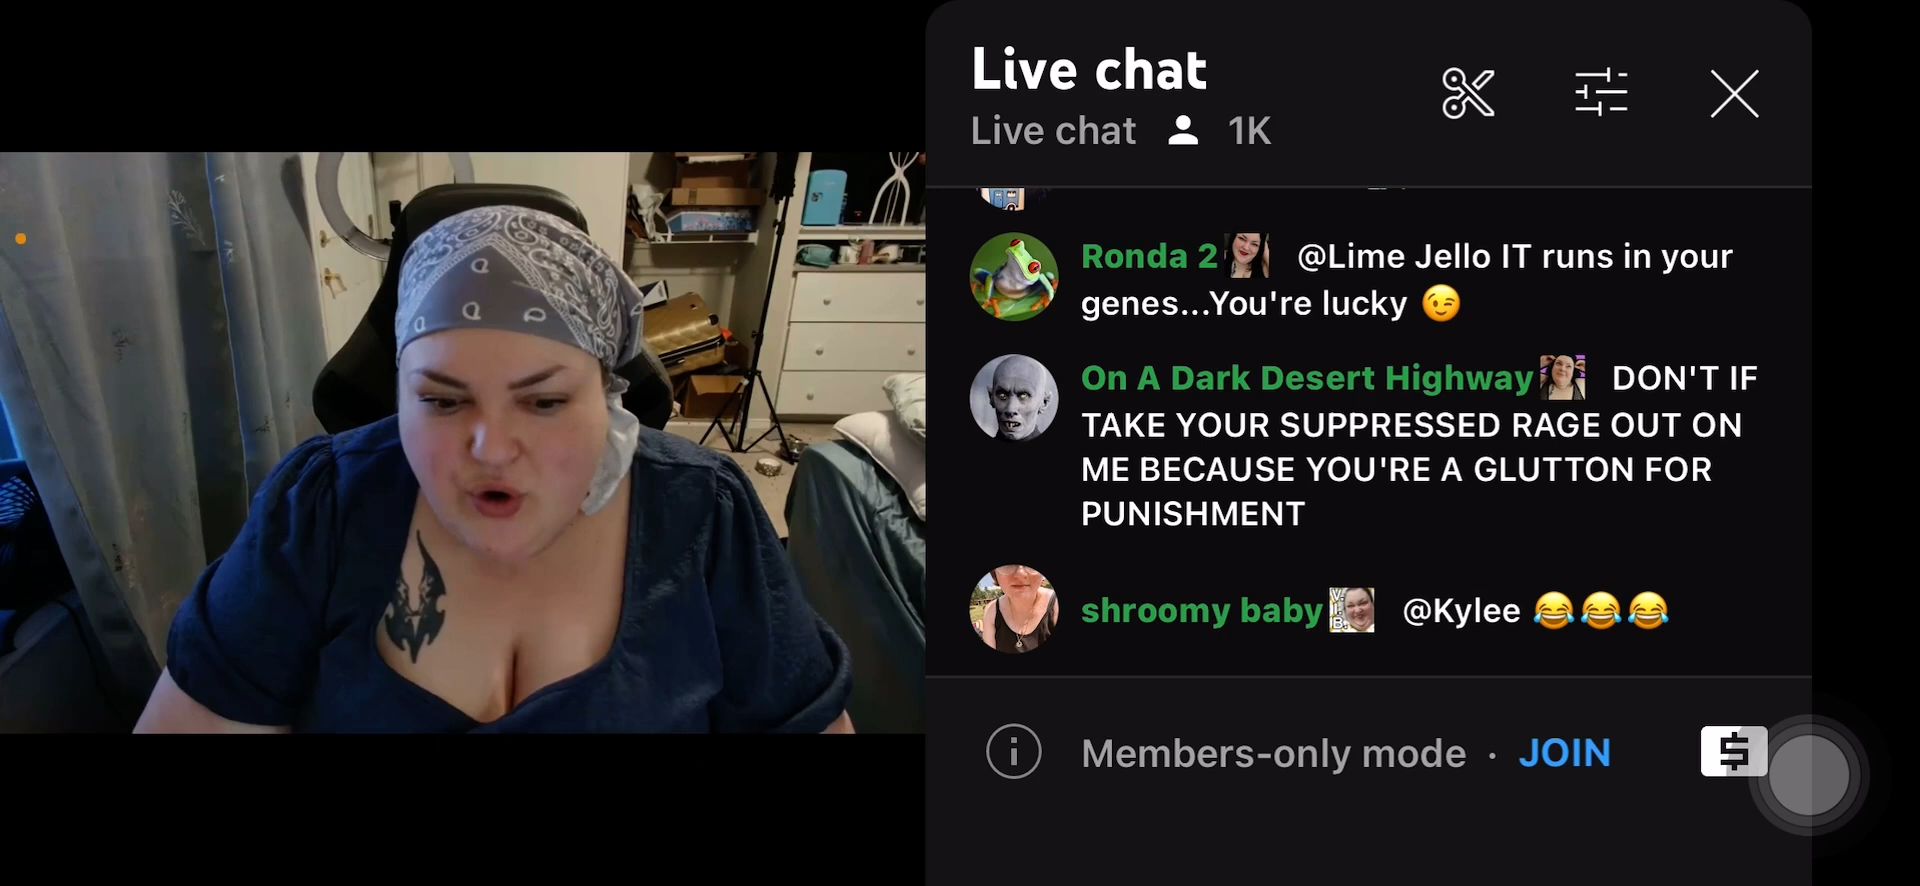 Live chat
Live chat 1K
Ronda 2 @Lime Jello IT runs in your
genes...You're lucky 😉
On A Dark Desert Highway DON'T IF
TAKE YOUR SUPPRESSED RAGE OUT ON
ME BECAUSE YOU'RE A GLUTTON FOR
PUNISHMENT
shroomy baby V.I.B. @Kylee 😂😂😂
Members-only mode · JOIN